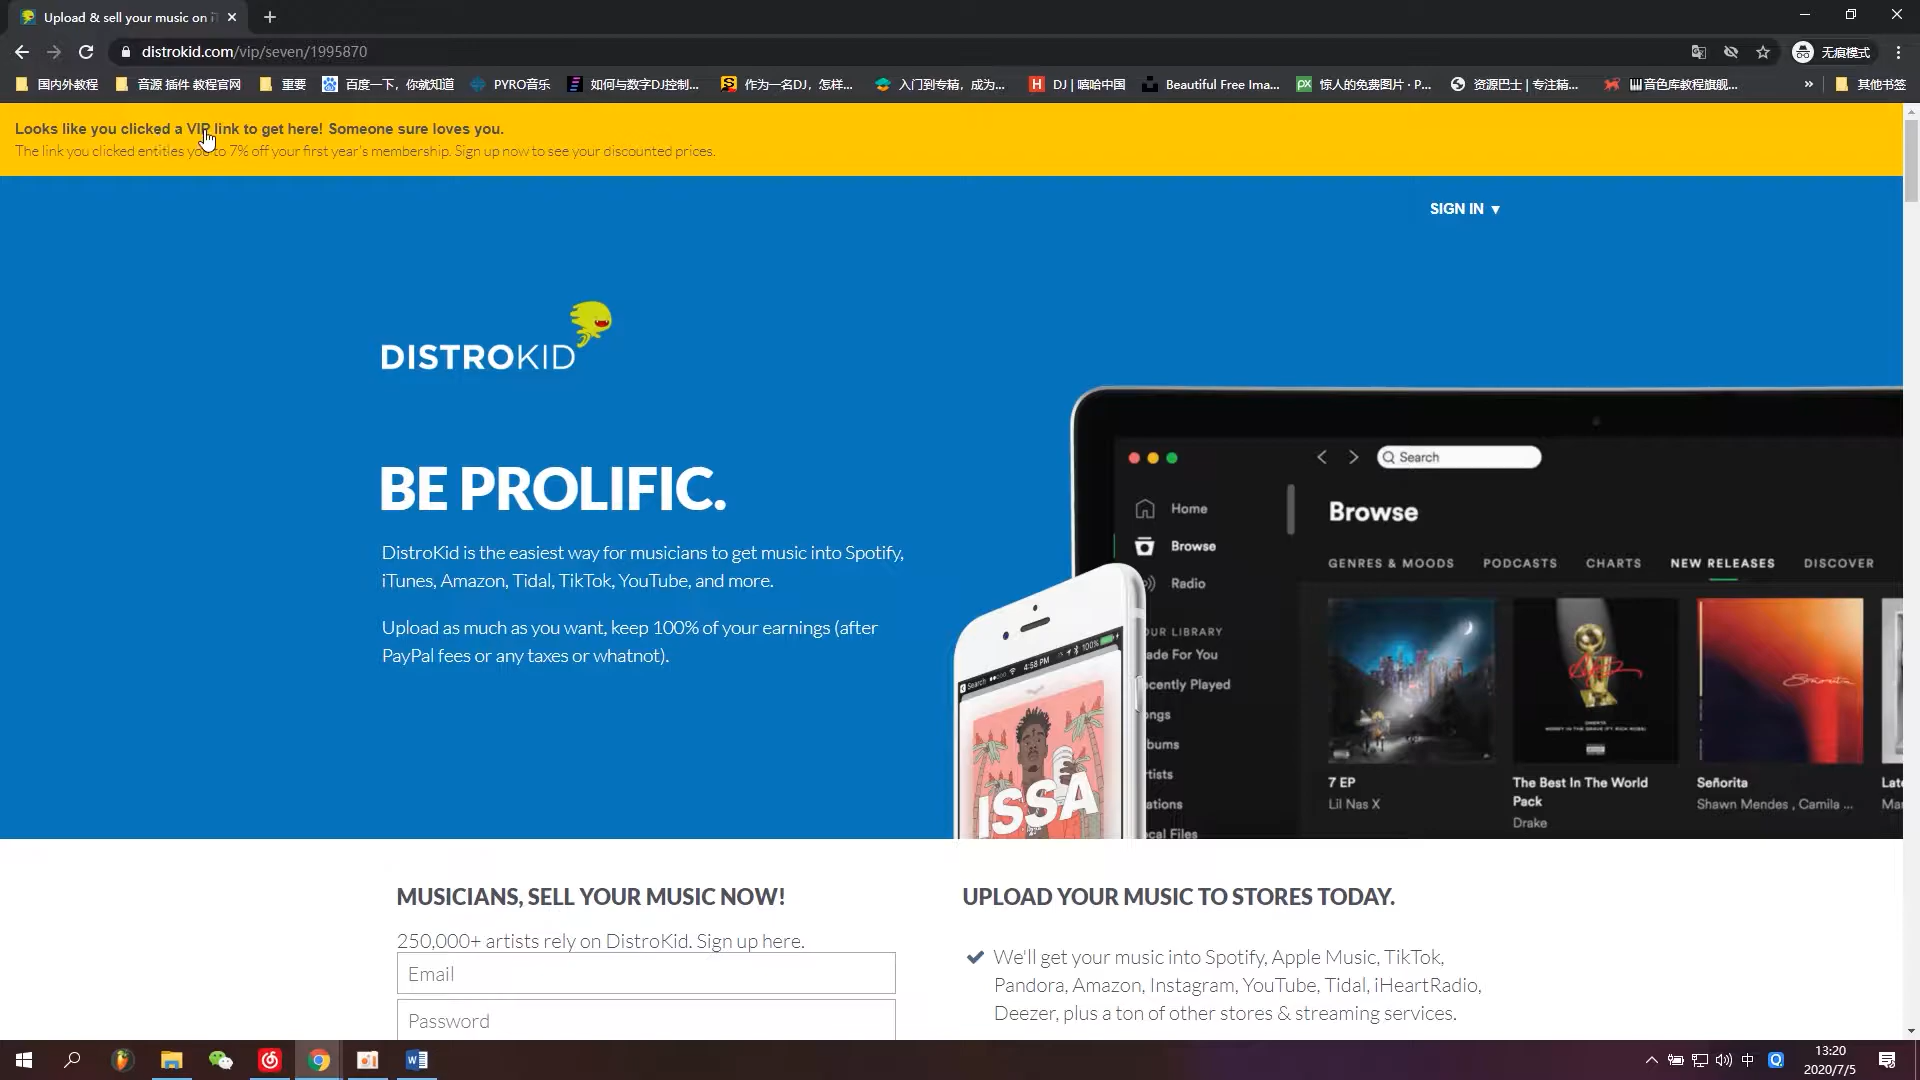 Upload & sell your music on i
distrokid.com/vip/seven/1995870
无痕模式
国内外教程
音源 插件 教程官网
重要
百度一下，你就知道
PYRO音乐
如何与数字DJ控制...
作为一名DJ，怎样...
入门到专精，成为...
DJ | 嘻哈中国
Beautiful Free Ima...
惊人的免费图片 · P...
资源巴士 | 专注精...
音色库教程旗舰...
»
其他书签
Looks like you clicked a VIP link to get here! Someone sure loves you.
The link you clicked entitles you to 7% off your first year's membership. Sign up now to see your discounted prices.
SIGN IN ▼
DISTROKID
BE PROLIFIC.
DistroKid is the easiest way for musicians to get music into Spotify,
iTunes, Amazon, Tidal, TikTok, YouTube, and more.
Upload as much as you want, keep 100% of your earnings (after
PayPal fees or any taxes or whatnot).
Search
Home
Browse
Radio
OUR LIBRARY
ade For You
ecently Played
ngs
bums
tists
ations
cal Files
Browse
GENRES & MOODS
PODCASTS
CHARTS
NEW RELEASES
DISCOVER
7 EP
Lil Nas X
The Best In The World
Pack
Drake
Señorita
Shawn Mendes , Camila ...
Late
Mar
Search
4:58 PM
100%
ISSA
MUSICIANS, SELL YOUR MUSIC NOW!
250,000+ artists rely on DistroKid. Sign up here.
Email
Password
UPLOAD YOUR MUSIC TO STORES TODAY.
We'll get your music into Spotify, Apple Music, TikTok,
Pandora, Amazon, Instagram, YouTube, Tidal, iHeartRadio,
Deezer, plus a ton of other stores & streaming services.
中
13:20
2020/7/5